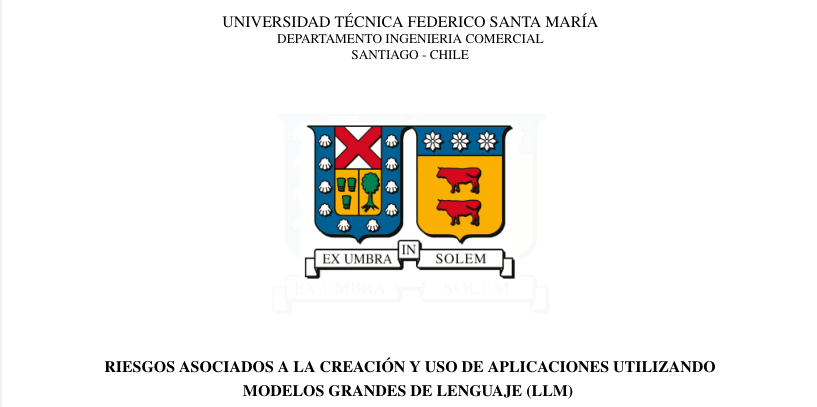 UNIVERSIDAD TÉCNICA FEDERICO SANTA MARÍA
DEPARTAMENTO INGENIERIA COMERCIAL
SANTIAGO - CHILE
EX UMBRA IN SOLEM
EX UMBRA SOLEM
RIESGOS ASOCIADOS A LA CREACIÓN Y USO DE APLICACIONES UTILIZANDO
MODELOS GRANDES DE LENGUAJE (LLM)